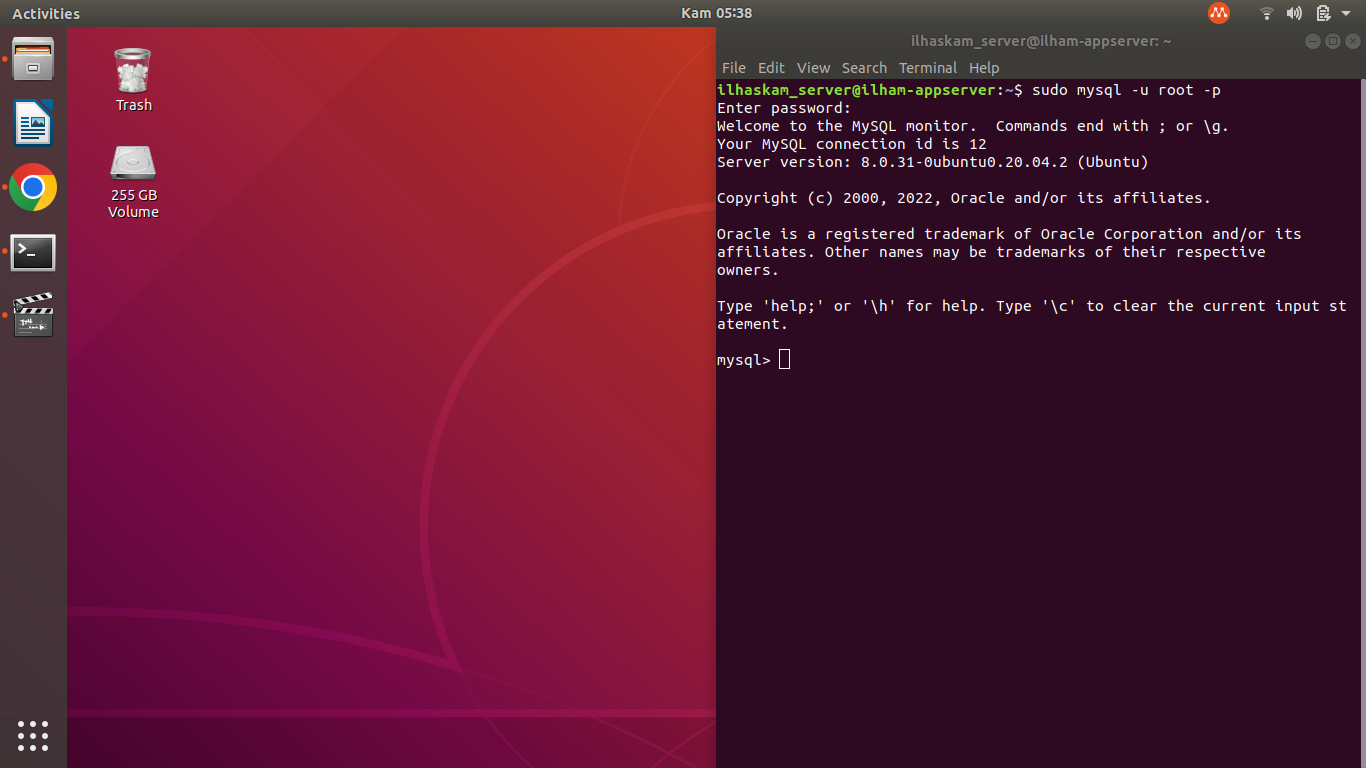 Activities
Kam 05:38
Trash
255 GB
Volume
ilhaskam_server@ilham-appserver: ~
File Edit View Search Terminal Help
ilhaskam_server@ilham-appserver:~$ sudo mysql -u root -p
Enter password:
Welcome to the MySQL monitor.  Commands end with ; or \g.
Your MySQL connection id is 12
Server version: 8.0.31-0ubuntu0.20.04.2 (Ubuntu)
Copyright (c) 2000, 2022, Oracle and/or its affiliates.
Oracle is a registered trademark of Oracle Corporation and/or its
affiliates. Other names may be trademarks of their respective
owners.
Type 'help;' or '\h' for help. Type '\c' to clear the current input st
atement.
mysql>